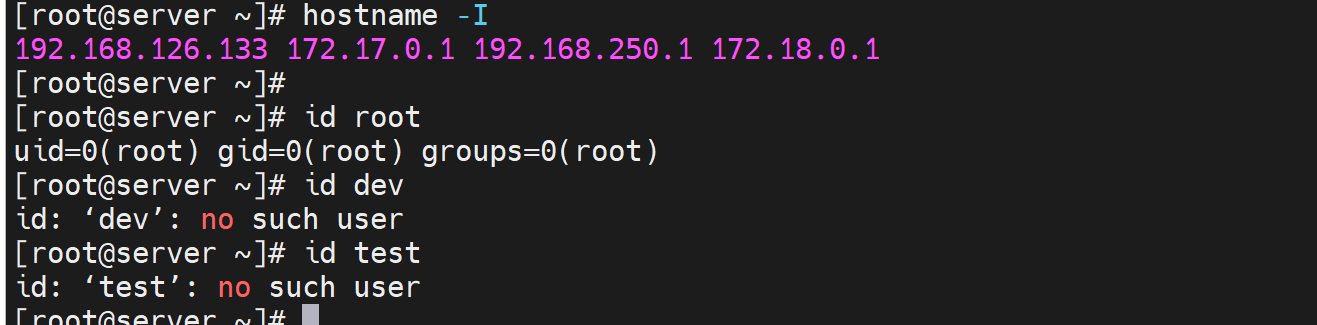 [root@server ~]# hostname -I
192.168.126.133 172.17.0.1 192.168.250.1 172.18.0.1
[root@server ~]#
[root@server ~]# id root
uid=0(root) gid=0(root) groups=0(root)
[root@server ~]# id dev
id: ‘dev’: no such user
[root@server ~]# id test
id: ‘test’: no such user
[root@server ~]#